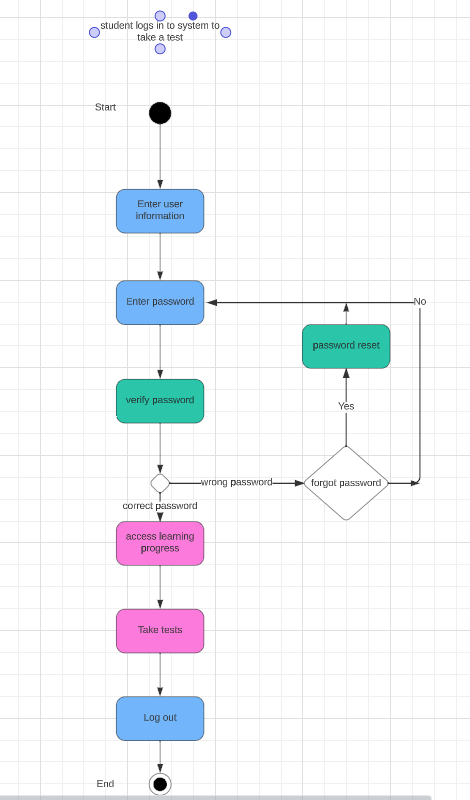 student logs in to system to
take a test
Start
Enter user
information
Enter password
No
password reset
verify password
Yes
wrong password
forgot password
correct password
access learning
progress
Take tests
Log out
End